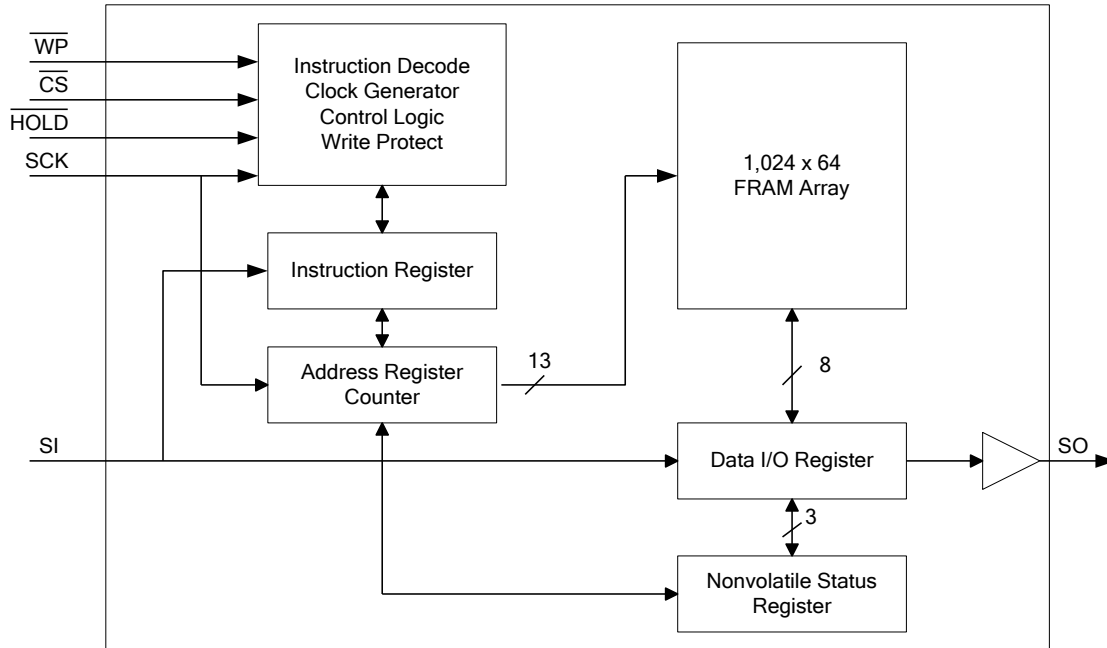 WP
CS
HOLD
SCK
Instruction Decode
Clock Generator
Control Logic
Write Protect
1,024 x 64
FRAM Array
Instruction Register
Address Register
Counter
13
8
SI
Data I/O Register
SO
3
Nonvolatile Status
Register